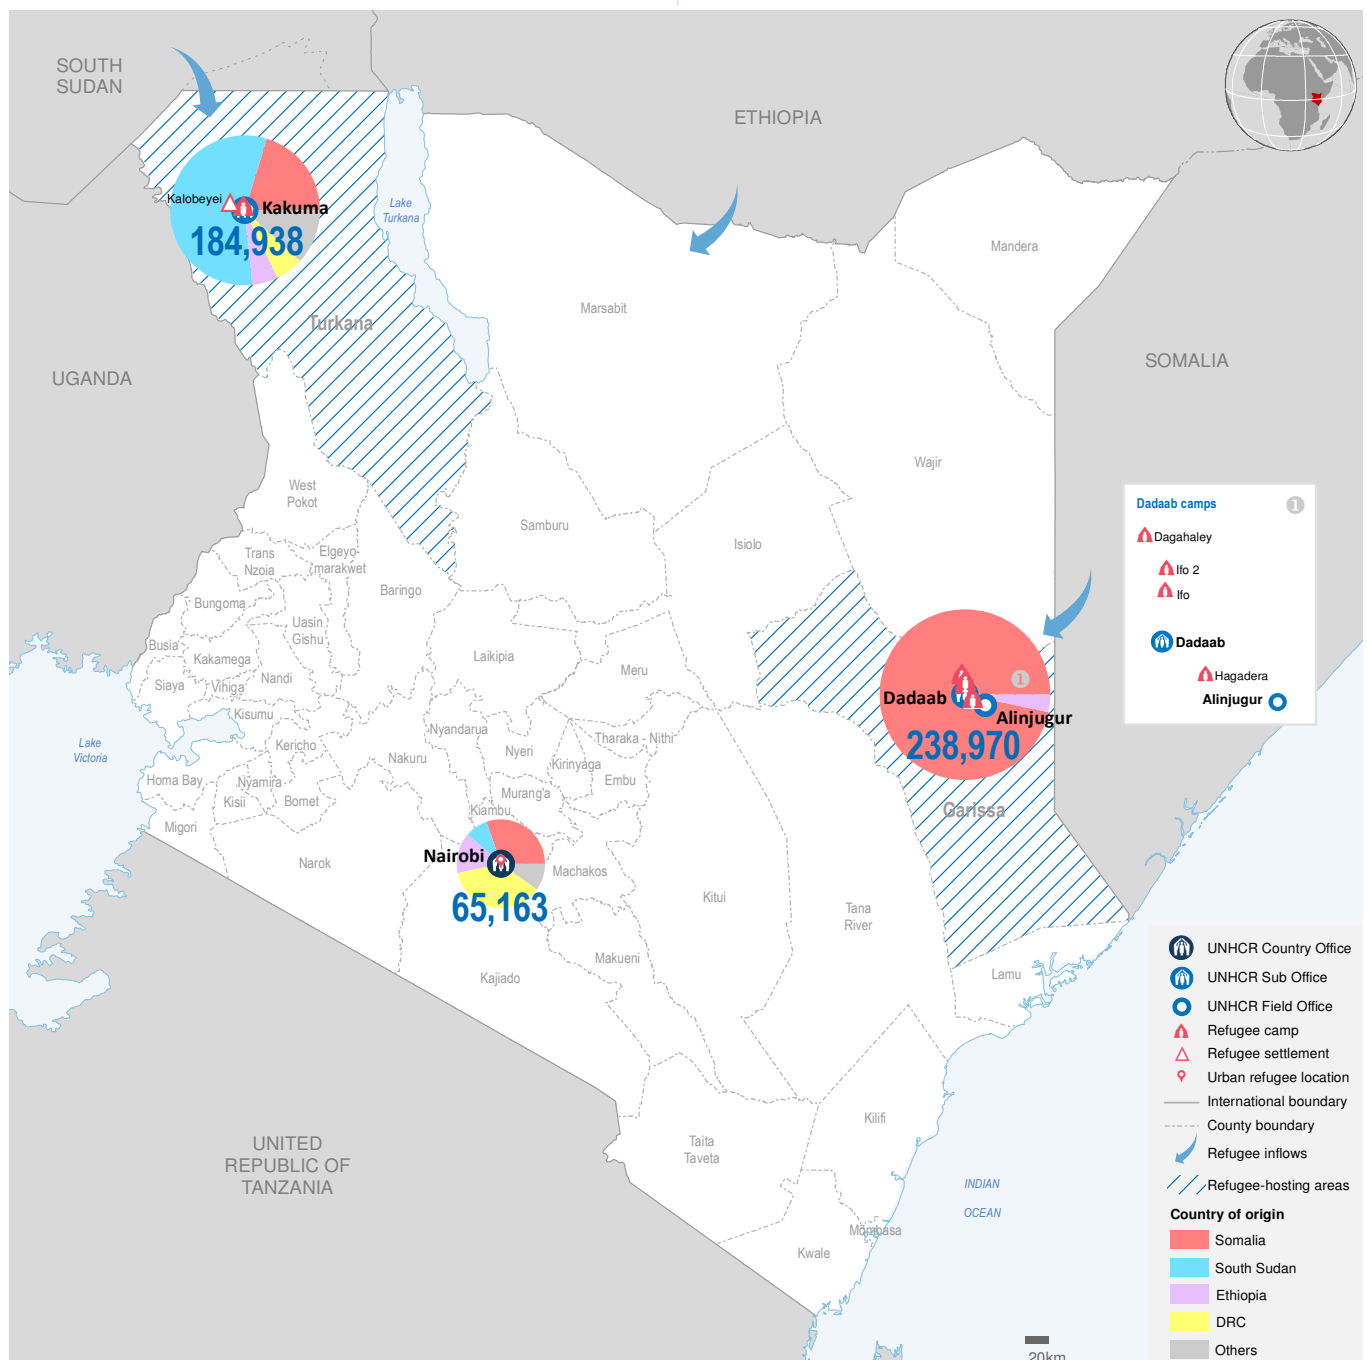 SOUTH
SUDAN
ETHIOPIA
Kalobeyei
Kakuma
184,938
Lake
Turkana
Mandera
Marsabit
Turkana
UGANDA
SOMALIA
Wajir
West
Pokot
Samburu
Isiolo
Dadaab camps
1
Dagahaley
Ifo 2
Ifo
Dadaab
Hagadera
Alinjugur
Trans
Nzoia
Elgeyo-
marakwet
Baringo
Bungoma
Uasin
Gishu
Busia
Kakamega
Laikipia
Meru
Siaya
Vihiga
Nandi
1
Dadaab
Alinjugur
238,970
Kisumu
Lake
Victoria
Kericho
Nyandarua
Nyeri
Tharaka - Nithi
Nakuru
Kirinyaga
Homa Bay
Nyamira
Embu
Kisii
Bomet
Murang'a
Kiambu
Garissa
Migori
Narok
Nairobi
65,163
Machakos
Kitui
Tana
River
Makueni
Kajiado
Lamu
Kilifi
Taita
Taveta
UNITED
REPUBLIC OF
TANZANIA
INDIAN
OCEAN
Mombasa
Kwale
UNHCR Country Office
UNHCR Sub Office
UNHCR Field Office
Refugee camp
Refugee settlement
Urban refugee location
International boundary
County boundary
Refugee inflows
Refugee-hosting areas
Country of origin
Somalia
South Sudan
Ethiopia
DRC
Others
20km